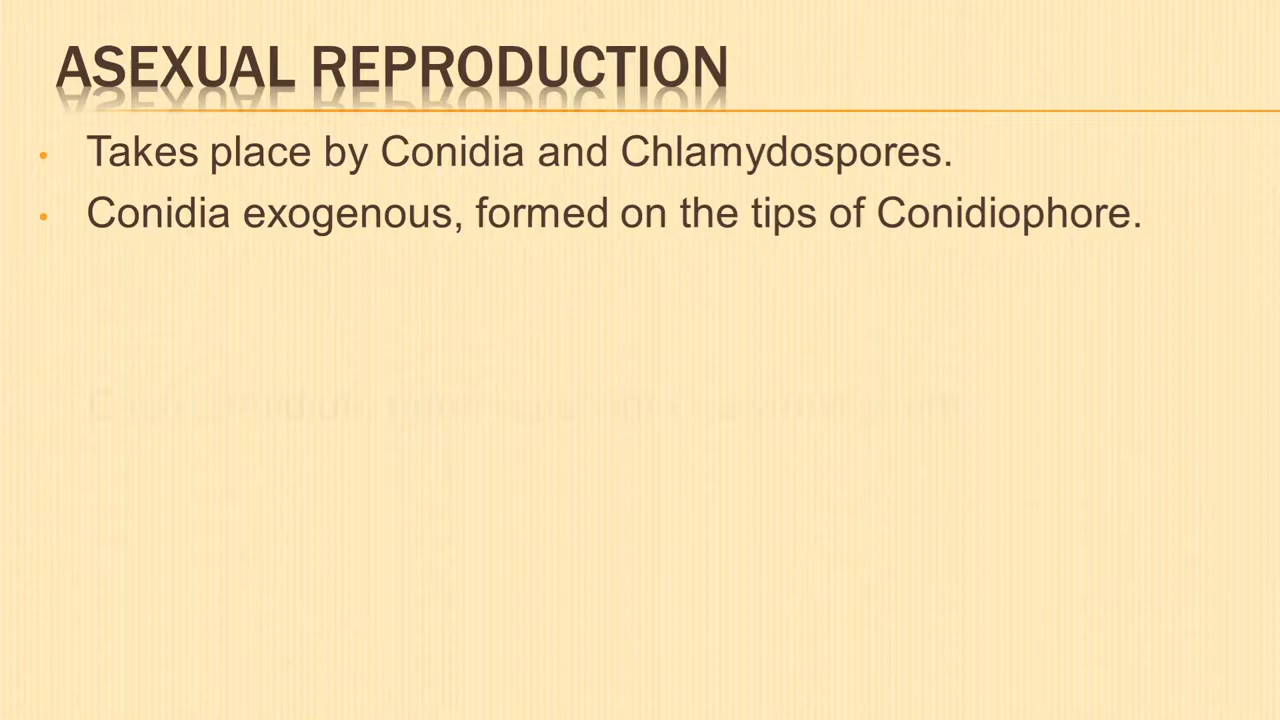 ASEXUAL REPRODUCTION
• Takes place by Conidia and Chlamydospores.
• Conidia exogenous, formed on the tips of Conidiophore.